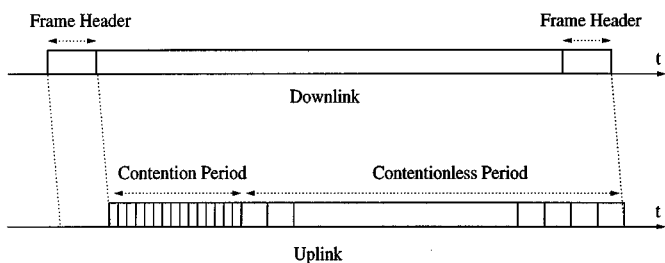 Frame Header
Frame Header
t
Downlink
Contention Period
Contentionless Period
t
Uplink